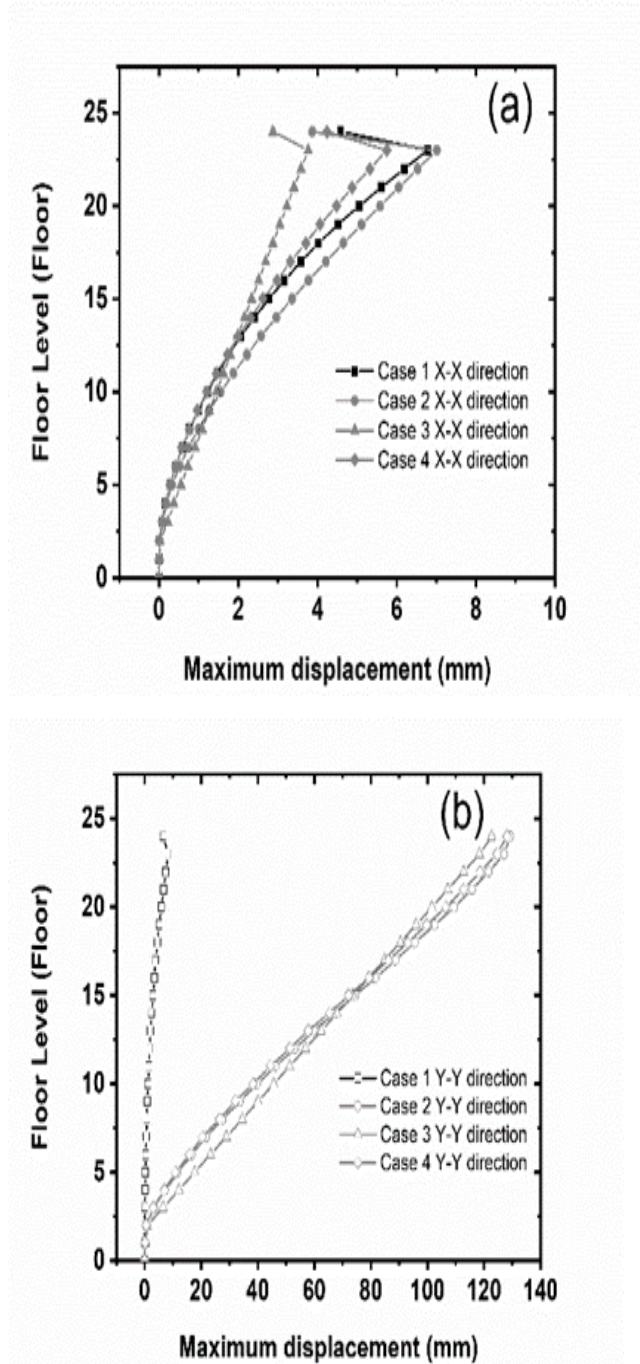 (a)
25
20
15
10
5
0
Floor Level (Floor)
Case 1 X-X direction
Case 2 X-X direction
Case 3 X-X direction
Case 4 X-X direction
0 2 4 6 8 10
Maximum displacement (mm)
(b)
25
20
15
10
5
0
Floor Level (Floor)
Case 1 Y-Y direction
Case 2 Y-Y direction
Case 3 Y-Y direction
Case 4 Y-Y direction
0 20 40 60 80 100 120 140
Maximum displacement (mm)